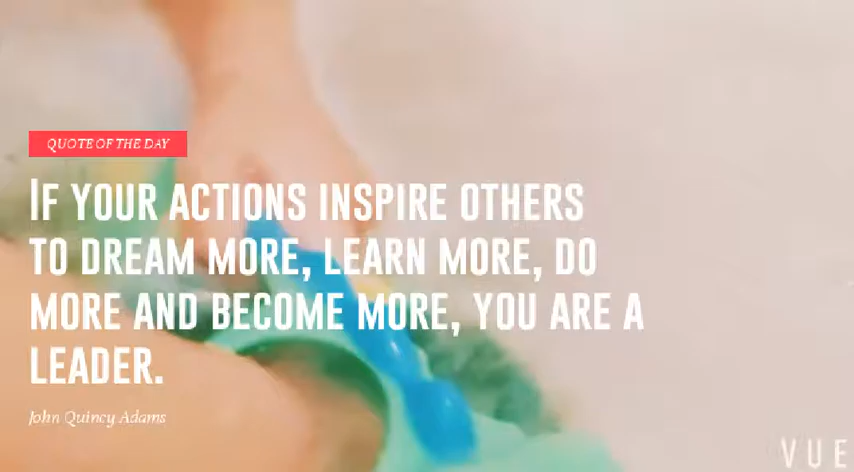 QUOTE OF THE DAY
IF YOUR ACTIONS INSPIRE OTHERS
TO DREAM MORE, LEARN MORE, DO
MORE AND BECOME MORE, YOU ARE A
LEADER.
John Quincy Adams
VUE